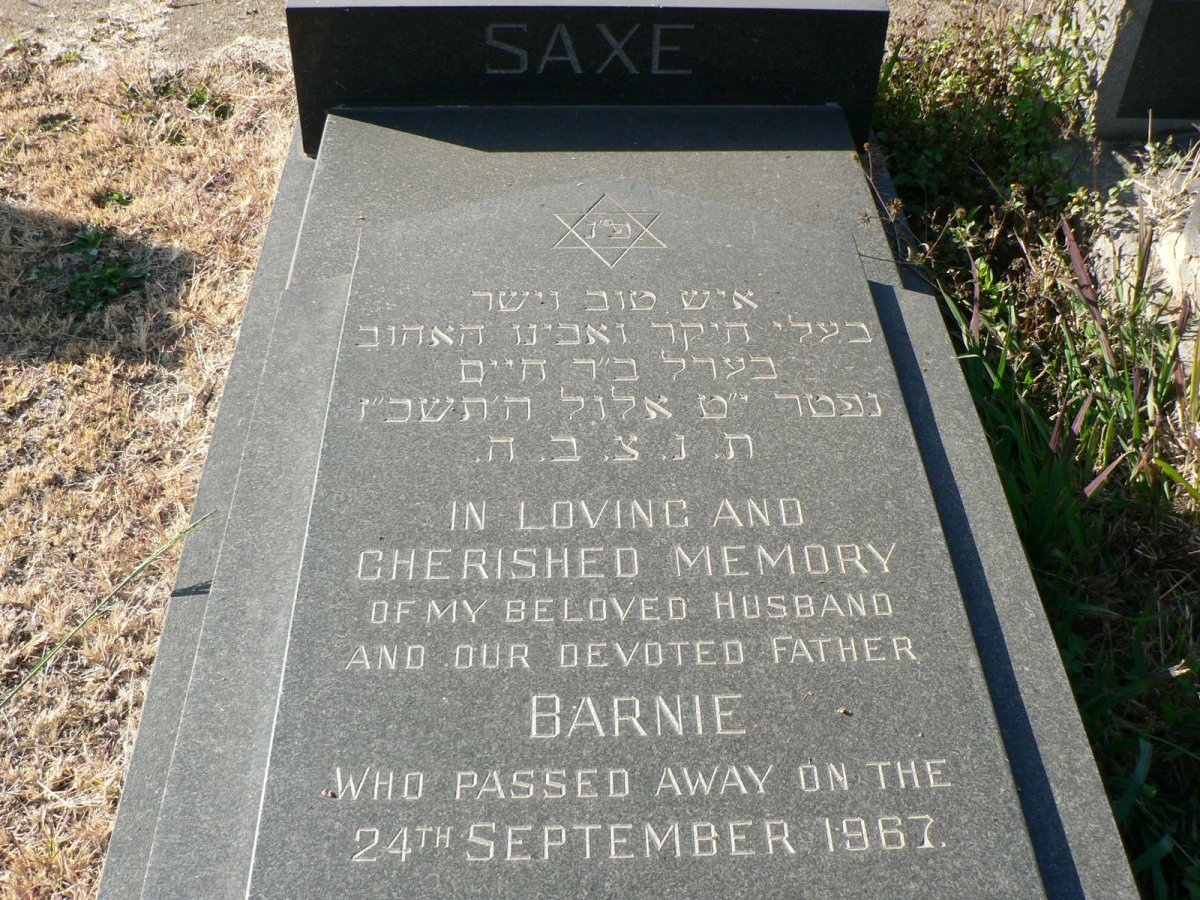 SAXE
פ"נ
איש טוב וישר
בעלי היקר ואבינו האהוב
בערל ב"ר חיים
נפטר י"ט אלול ה'תשכ"ז
ת. נ. צ. ב. ה.
IN LOVING AND
CHERISHED MEMORY
OF MY BELOVED HUSBAND
AND OUR DEVOTED FATHER
BARNIE
WHO PASSED AWAY ON THE
24TH SEPTEMBER 1967.